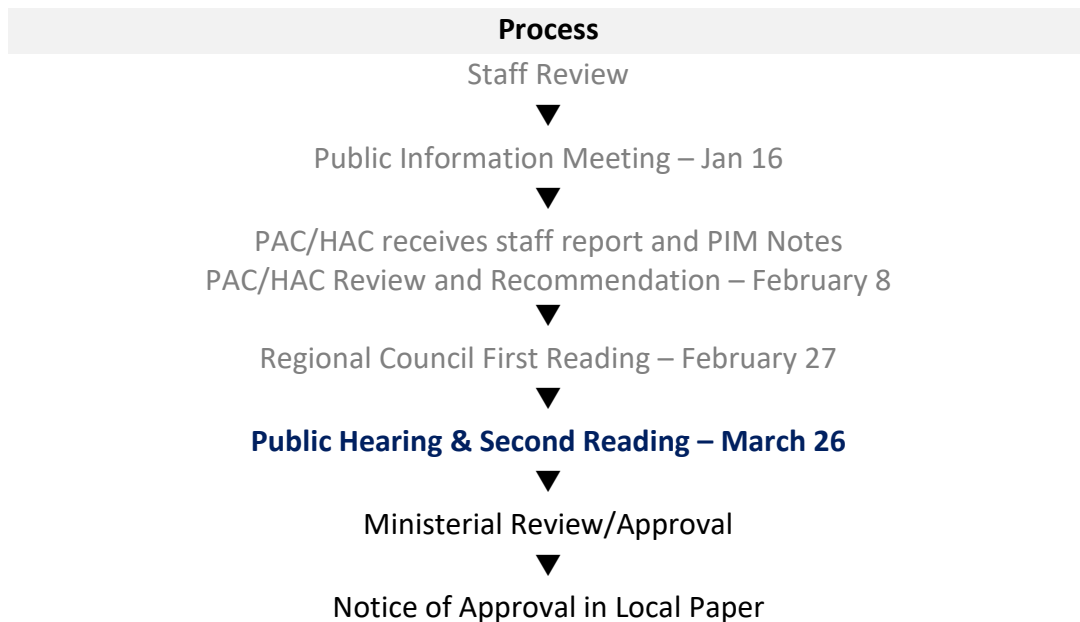 Process
Staff Review
Public Information Meeting – Jan 16
PAC/HAC receives staff report and PIM Notes
PAC/HAC Review and Recommendation – February 8
Regional Council First Reading – February 27
Public Hearing & Second Reading – March 26
Ministerial Review/Approval
Notice of Approval in Local Paper